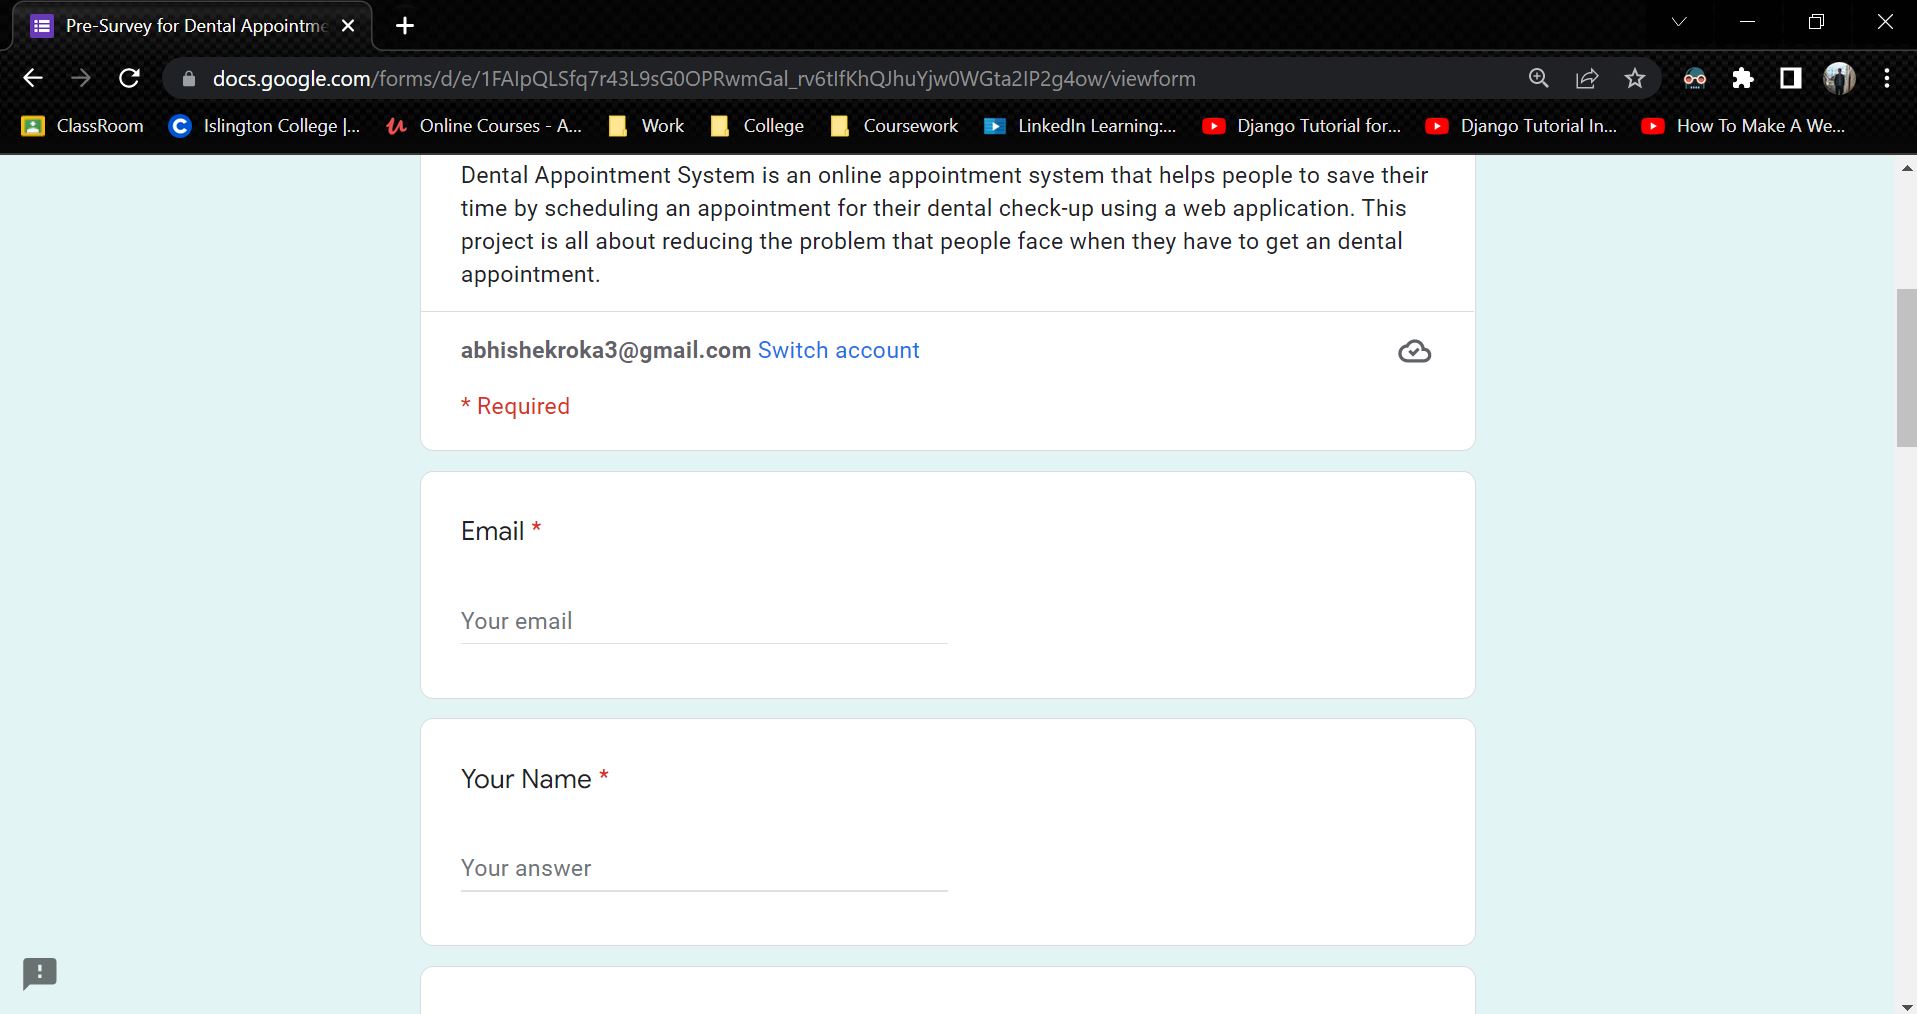 Pre-Survey for Dental Appointme
docs.google.com/forms/d/e/1FAIpQLSfq7r43L9sG0OPRwmGal_rv6tIfKhQJhuYjw0WGta2IP2g4ow/viewform
ClassRoom Islington College |... Online Courses - A... Work College Coursework LinkedIn Learning:... Django Tutorial for... Django Tutorial In... How To Make A We...
Dental Appointment System is an online appointment system that helps people to save their
time by scheduling an appointment for their dental check-up using a web application. This
project is all about reducing the problem that people face when they have to get an dental
appointment.
abhishekroka3@gmail.com Switch account
* Required
Email *
Your email
Your Name *
Your answer